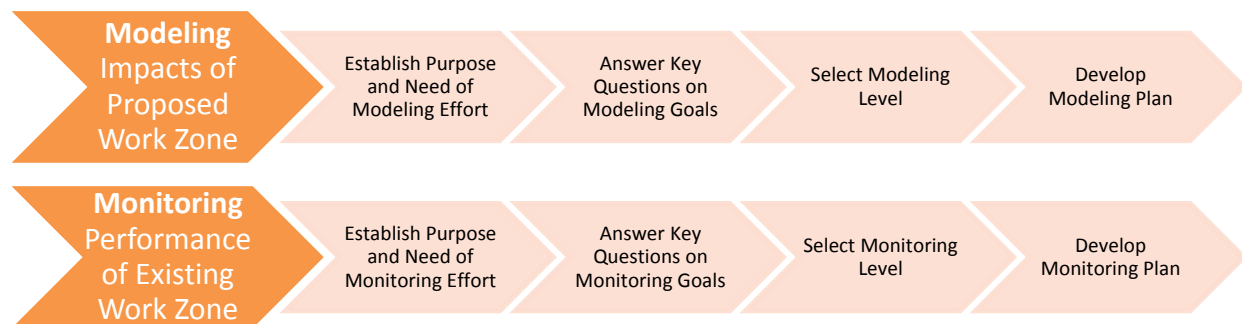 Modeling
Impacts of
Proposed
Work Zone
Establish Purpose
and Need of
Modeling Effort
Answer Key
Questions on
Modeling Goals
Select Modeling
Level
Develop
Modeling Plan
Monitoring
Performance
of Existing
Work Zone
Establish Purpose
and Need of
Monitoring Effort
Answer Key
Questions on
Monitoring Goals
Select Monitoring
Level
Develop
Monitoring Plan